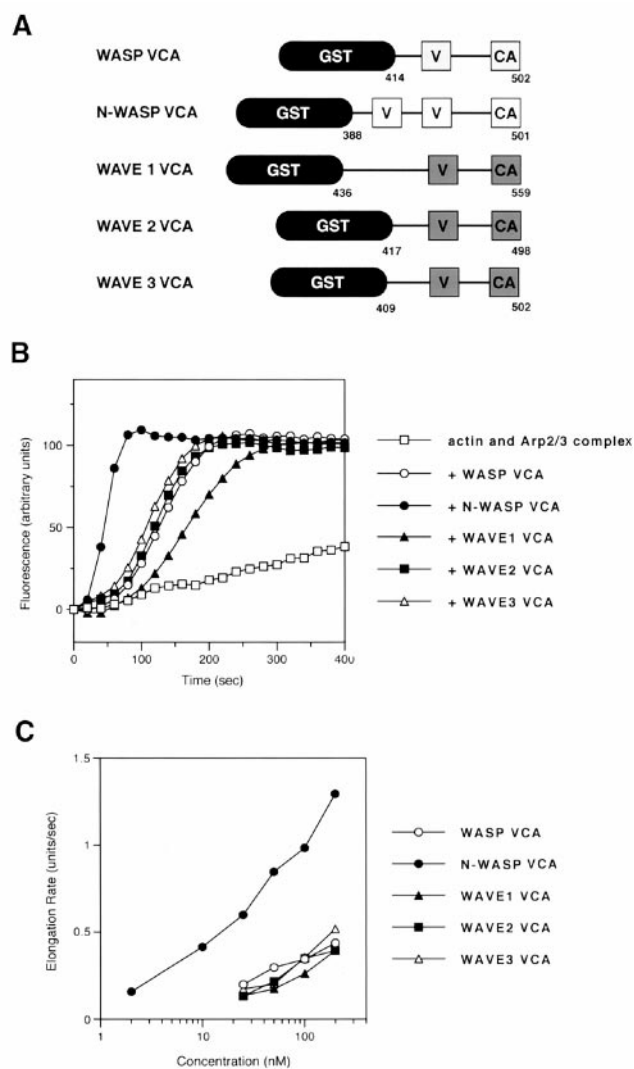 A
WASP VCA
GST
V
CA
414
502
N-WASP VCA
GST
V
V
CA
388
501
WAVE 1 VCA
GST
V
CA
436
559
WAVE 2 VCA
GST
V
CA
417
498
WAVE 3 VCA
GST
V
CA
409
502
B
Fluorescence (arbitrary units)
100
50
0
0
100
200
300
400
Time (sec)
actin and Arp2/3 complex
+ WASP VCA
+ N-WASP VCA
+ WAVE1 VCA
+ WAVE2 VCA
+ WAVE3 VCA
C
Elongation Rate (units/sec)
1.5
1
0.5
0
1
10
100
Concentration (nM)
WASP VCA
N-WASP VCA
WAVE1 VCA
WAVE2 VCA
WAVE3 VCA